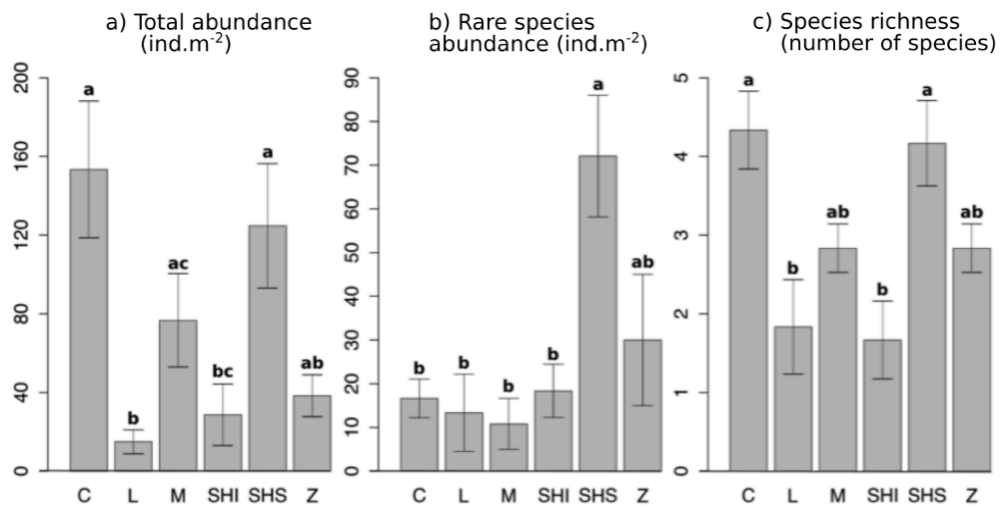 a) Total abundance
(ind.m-2)
b) Rare species
abundance (ind.m-2)
c) Species richness
(number of species)
200
160
120
80
40
0
a
b
ac
bc
a
ab
C L M SHI SHS Z
90
80
70
60
50
40
30
20
10
0
b
b
b
b
a
ab
C L M SHI SHS Z
5
4
3
2
1
0
a
b
ab
b
a
ab
C L M SHI SHS Z